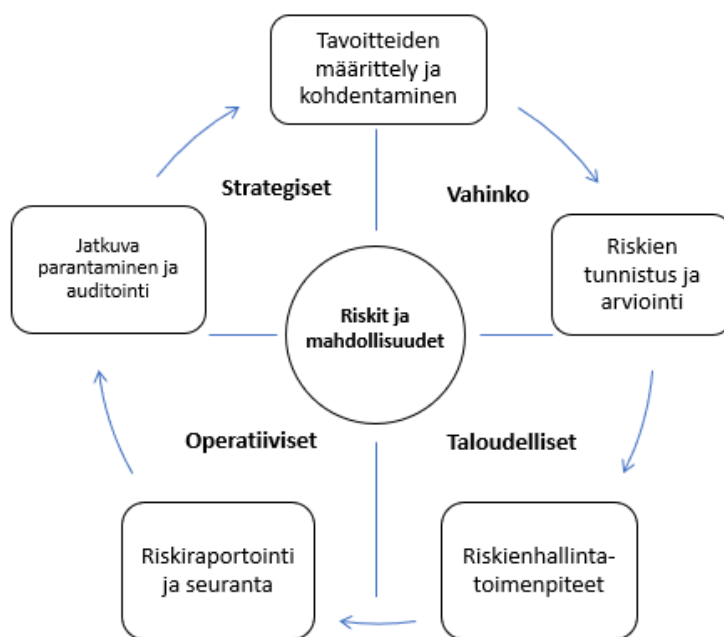 Tavoitteiden
määrittely ja
kohdentaminen
Strategiset
Vahinko
Jatkuva
parantaminen ja
auditointi
Riskit ja
mahdollisuudet
Riskien
tunnistus ja
arviointi
Operatiiviset
Taloudelliset
Riskiraportointi
ja seuranta
Riskienhallinta-
toimenpiteet